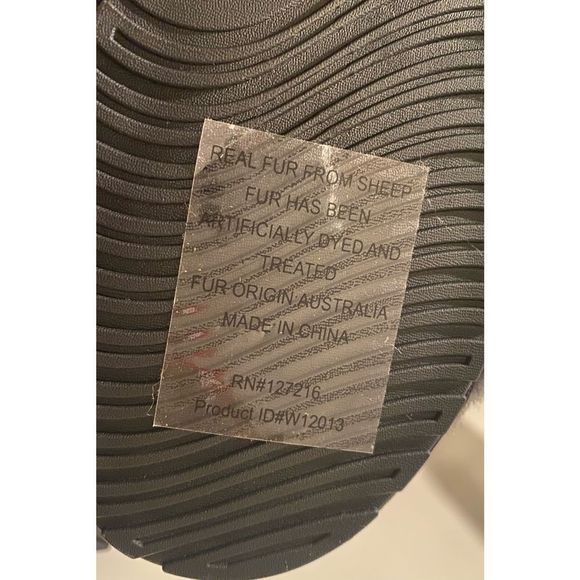 REAL FUR FROM SHEEP
FUR HAS BEEN
ARTIFICIALLY DYED AND
TREATED
FUR ORIGIN AUSTRALIA
MADE IN CHINA
RN#127216
Product ID#W12013